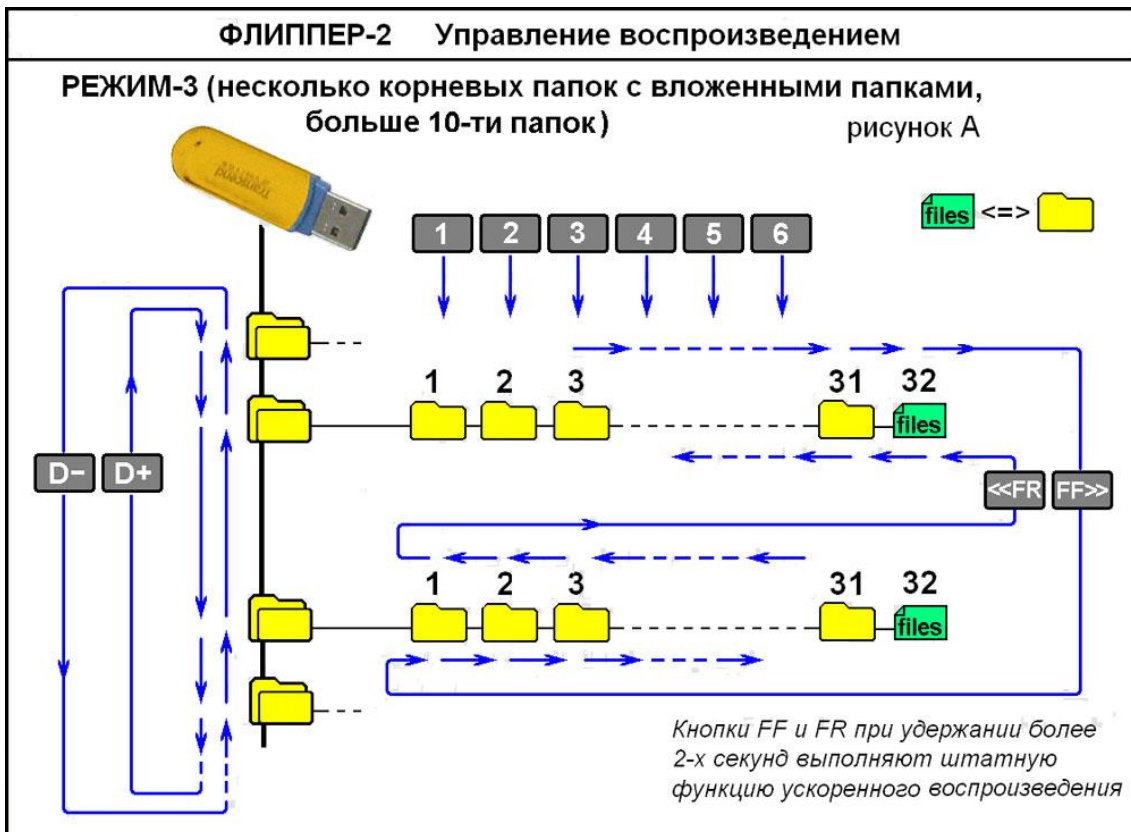 ФЛИППЕР-2 Управление воспроизведением
РЕЖИМ-3 (несколько корневых папок с вложенными папками,
больше 10-ти папок)
рисунок А
Transcend
files <=>
1 2 3 4 5 6
1 2 3 31 32
files
D− D+
<<FR FF>>
1 2 3 31 32
files
Кнопки FF и FR при удержании более
2-х секунд выполняют штатную
функцию ускоренного воспроизведения